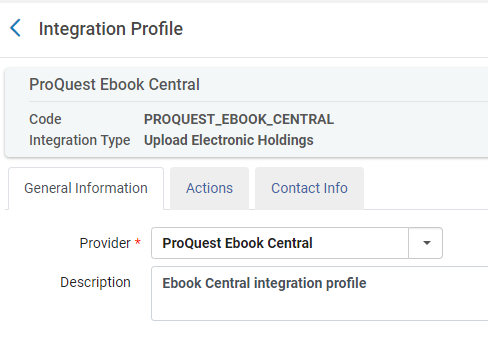 Integration Profile
ProQuest Ebook Central
Code PROQUEST_EBOOK_CENTRAL
Integration Type Upload Electronic Holdings
General Information Actions Contact Info
Provider * ProQuest Ebook Central
Description Ebook Central integration profile